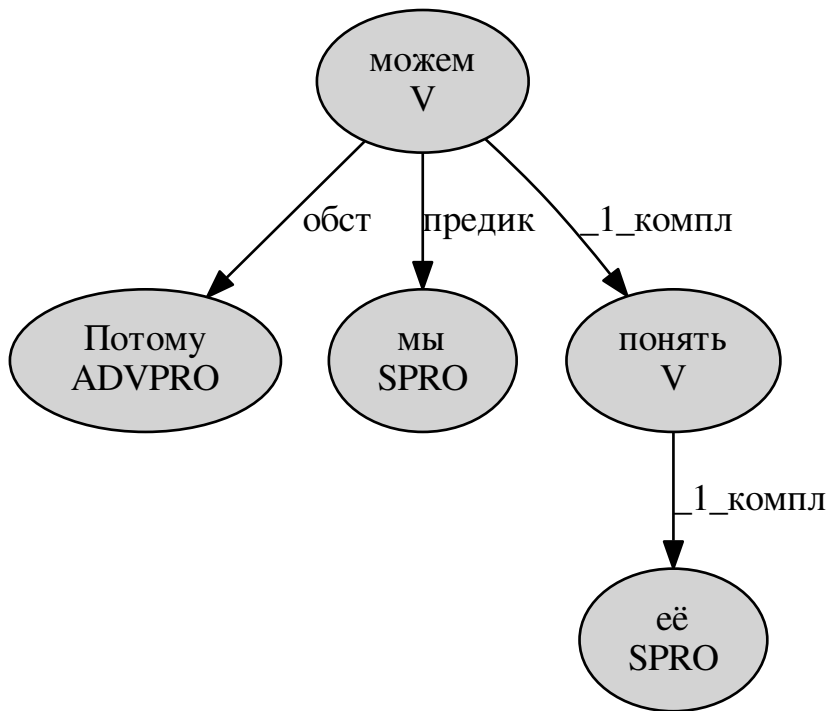 можем
V
обст
предик
_1_компл
Потому
ADVPRO
мы
SPRO
понять
V
_1_компл
её
SPRO